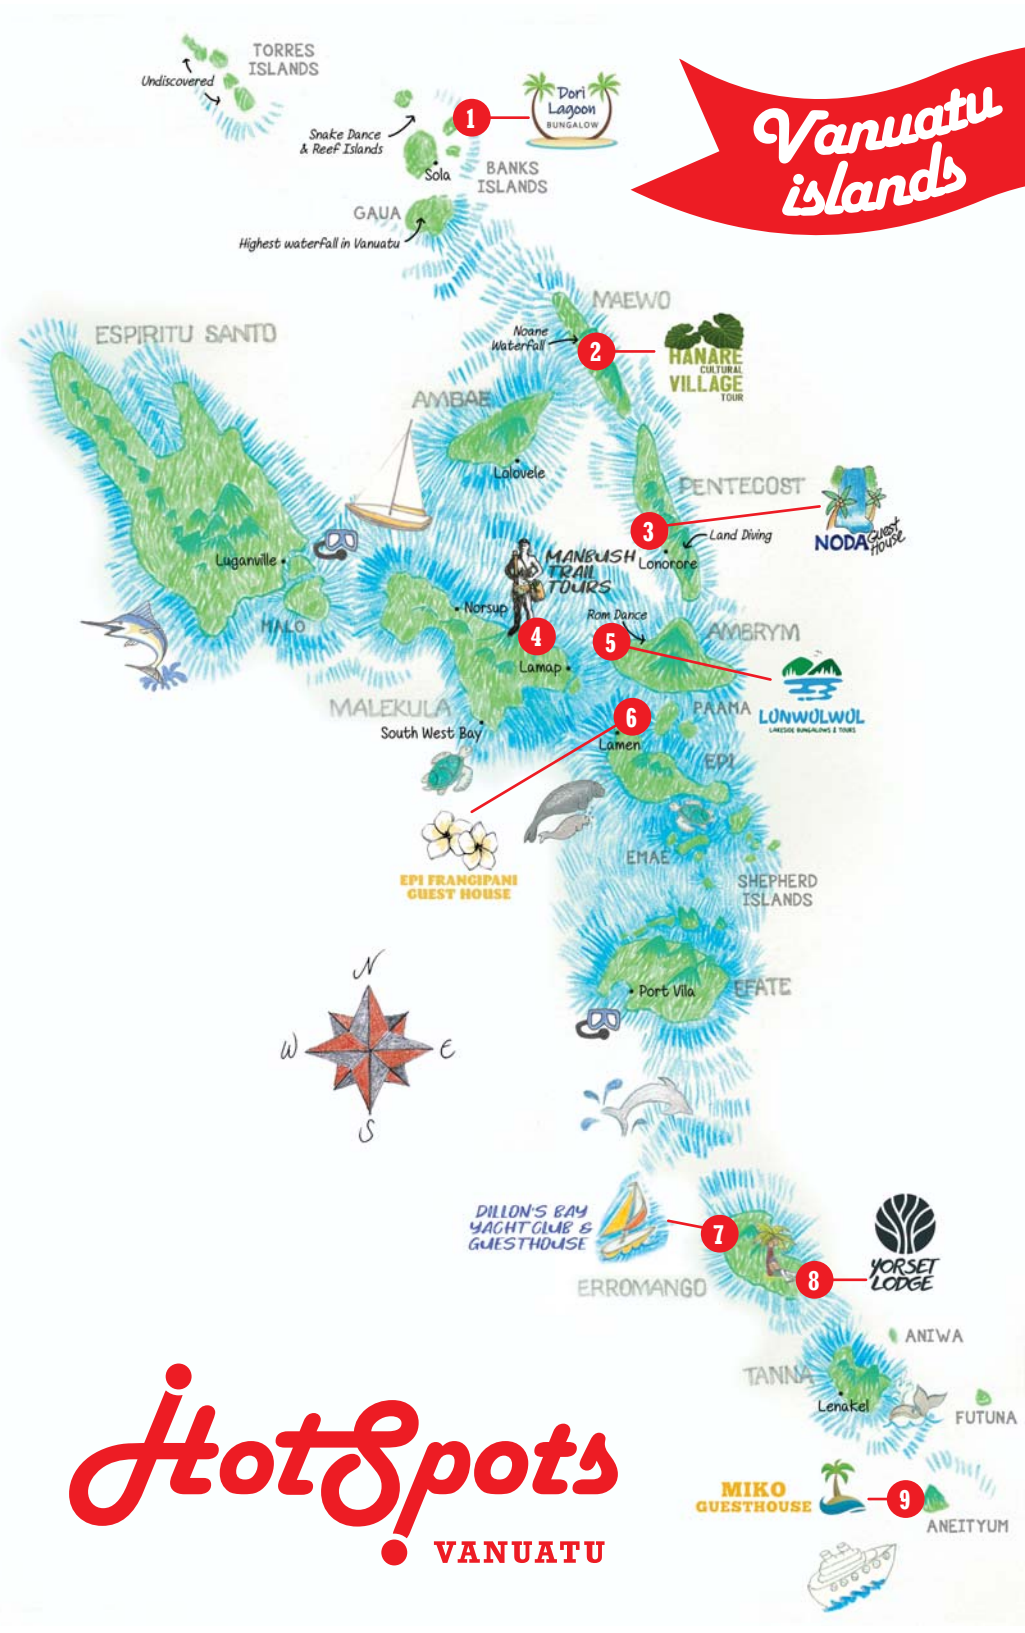 TORRES
ISLANDS
Undiscovered
Dori
Lagoon
BUNGALOW
1
Snake Dance
& Reef Islands
Sola
BANKS
ISLANDS
GAUA
Highest waterfall in Vanuatu
Vanuatu
islands
MAEWO
Noane
Waterfall
2
HANARE
CULTURAL
VILLAGE
TOUR
ESPIRITU SANTO
AMBAE
Lolovele
PENTECOST
3
Land Diving
Lonorore
NODA Guest
House
Luganville
MALO
MANBUSH
TRAIL
TOURS
Norsup
4
Lamap
Rom Dance
5
AMBRYM
LONWOLWOL
LAKESIDE BUNGALOWS & TOURS
MALEKULA
South West Bay
6
PAAMA
Lamen
EPI
EPI FRANGIPANI
GUEST HOUSE
EMAE
SHEPHERD
ISLANDS
Port Vila
EFATE
N
W
E
S
DILLON'S BAY
YACHT CLUB &
GUESTHOUSE
7
8
YORSET
LODGE
ERROMANGO
ANIWA
TANNA
Lenakel
FUTUNA
HotSpots
VANUATU
MIKO
GUESTHOUSE
9
ANEITYUM